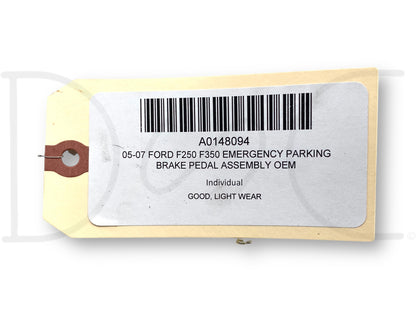 A0148094
05-07 FORD F250 F350 EMERGENCY PARKING
BRAKE PEDAL ASSEMBLY OEM
Individual
GOOD, LIGHT WEAR